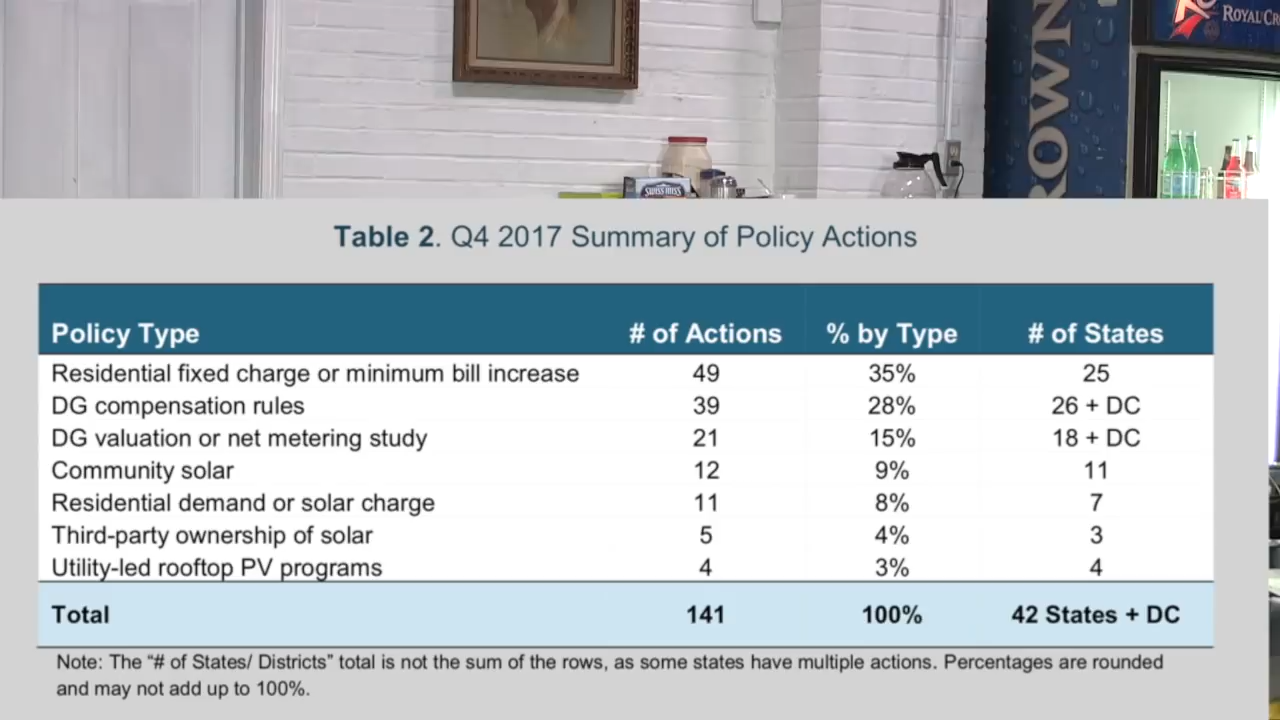 ROYAL CR
ROWN
SWISS MISS
Table 2. Q4 2017 Summary of Policy Actions
Policy Type # of Actions % by Type # of States
Residential fixed charge or minimum bill increase 49 35% 25
DG compensation rules 39 28% 26 + DC
DG valuation or net metering study 21 15% 18 + DC
Community solar 12 9% 11
Residential demand or solar charge 11 8% 7
Third-party ownership of solar 5 4% 3
Utility-led rooftop PV programs 4 3% 4
Total 141 100% 42 States + DC
Note: The “# of States/ Districts” total is not the sum of the rows, as some states have multiple actions. Percentages are rounded
and may not add up to 100%.